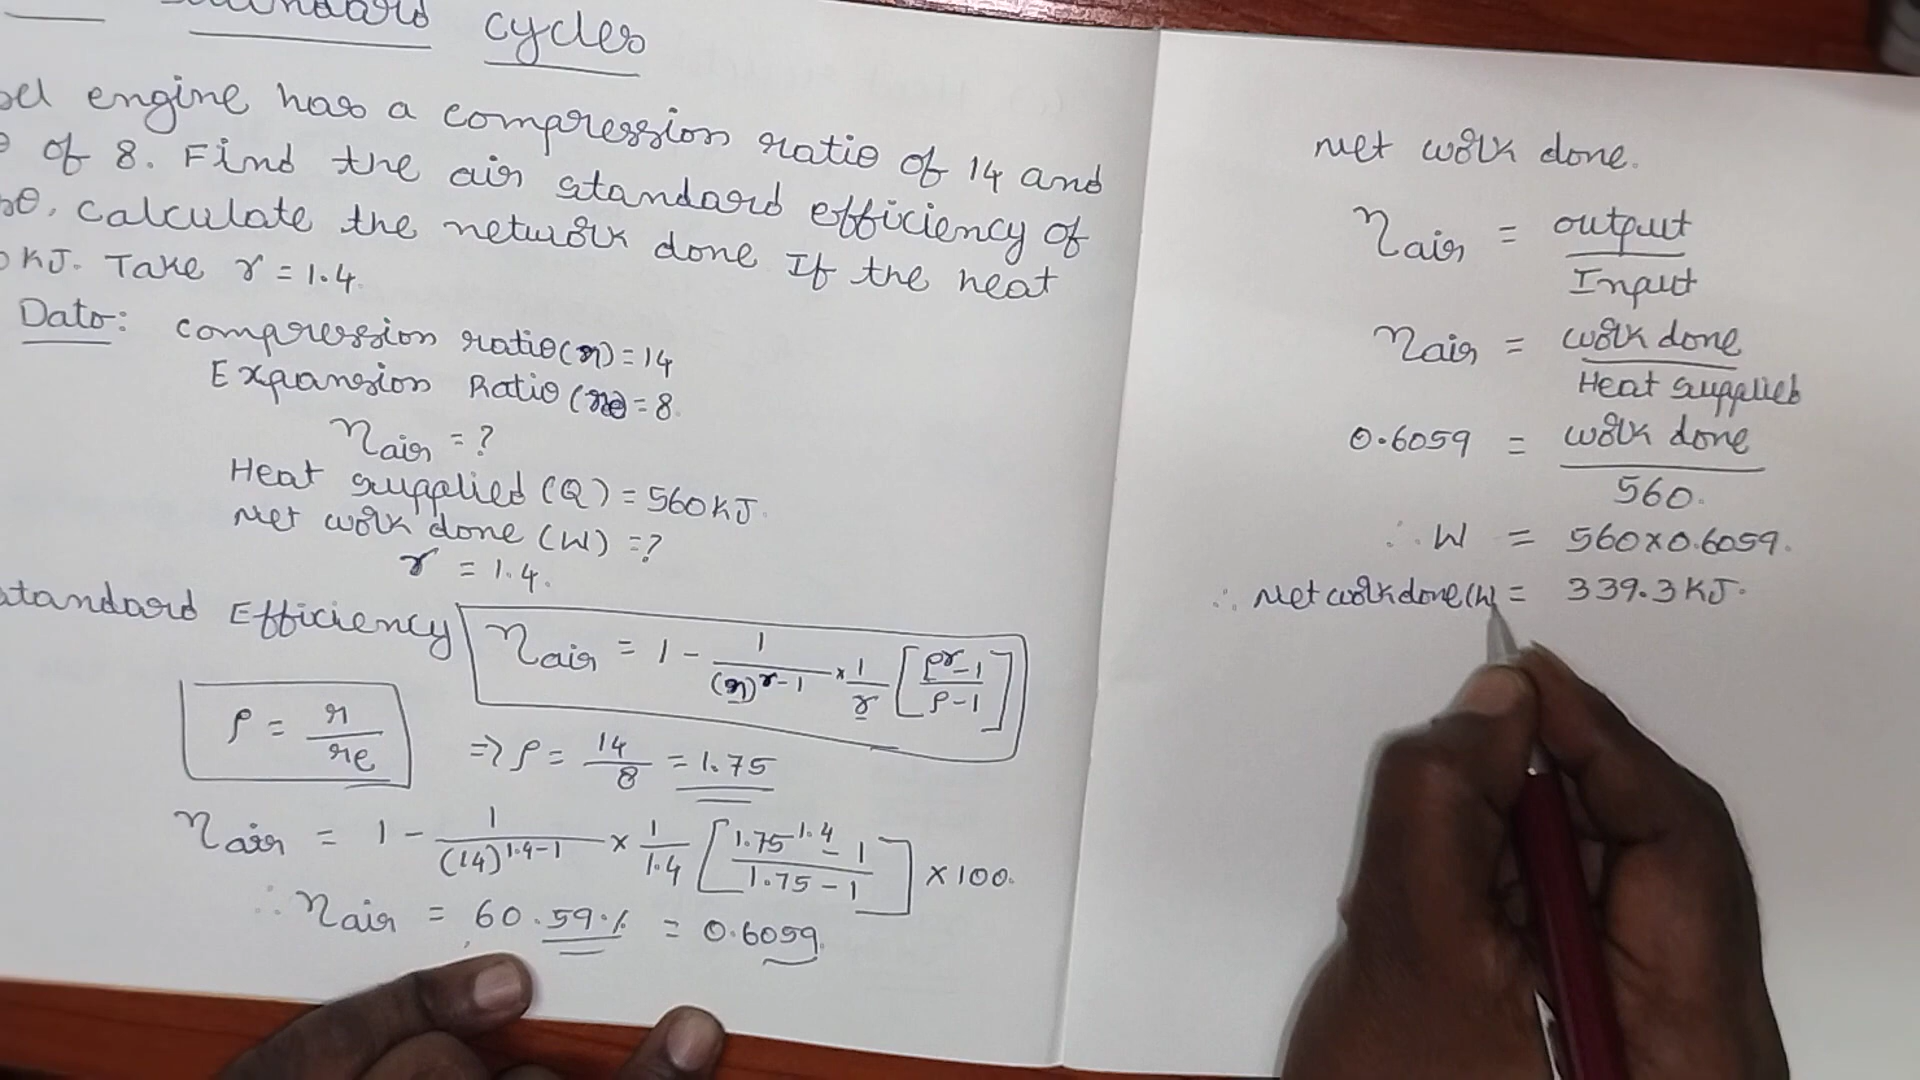 cycles
engine has a compression ratio of 14 and
of 8. Find the air standard efficiency of
Calculate the network done If the heat
KJ. Take γ = 1.4.
Data: compression ratio (r) = 14
Expansion Ratio (re) = 8.
ηair = ?
Heat supplied (Q) = 560 KJ.
Net work done (W) = ?
γ = 1.4.
Standard Efficiency ηair = 1 - 1/(r)^γ-1 × 1/γ [ρ^γ-1/ρ-1]
ρ = r/re ⇒ ρ = 14/8 = 1.75
ηair = 1 - 1/(14)^1.4-1 × 1/1.4 [1.75^1.4 - 1/1.75 - 1] × 100.
∴ ηair = 60.59% = 0.6059.
Net work done.
ηair = output/Input
ηair = work done/Heat supplied
0.6059 = work done/560.
∴ W = 560×0.6059.
∴ Net work done (W) = 339.3 KJ.